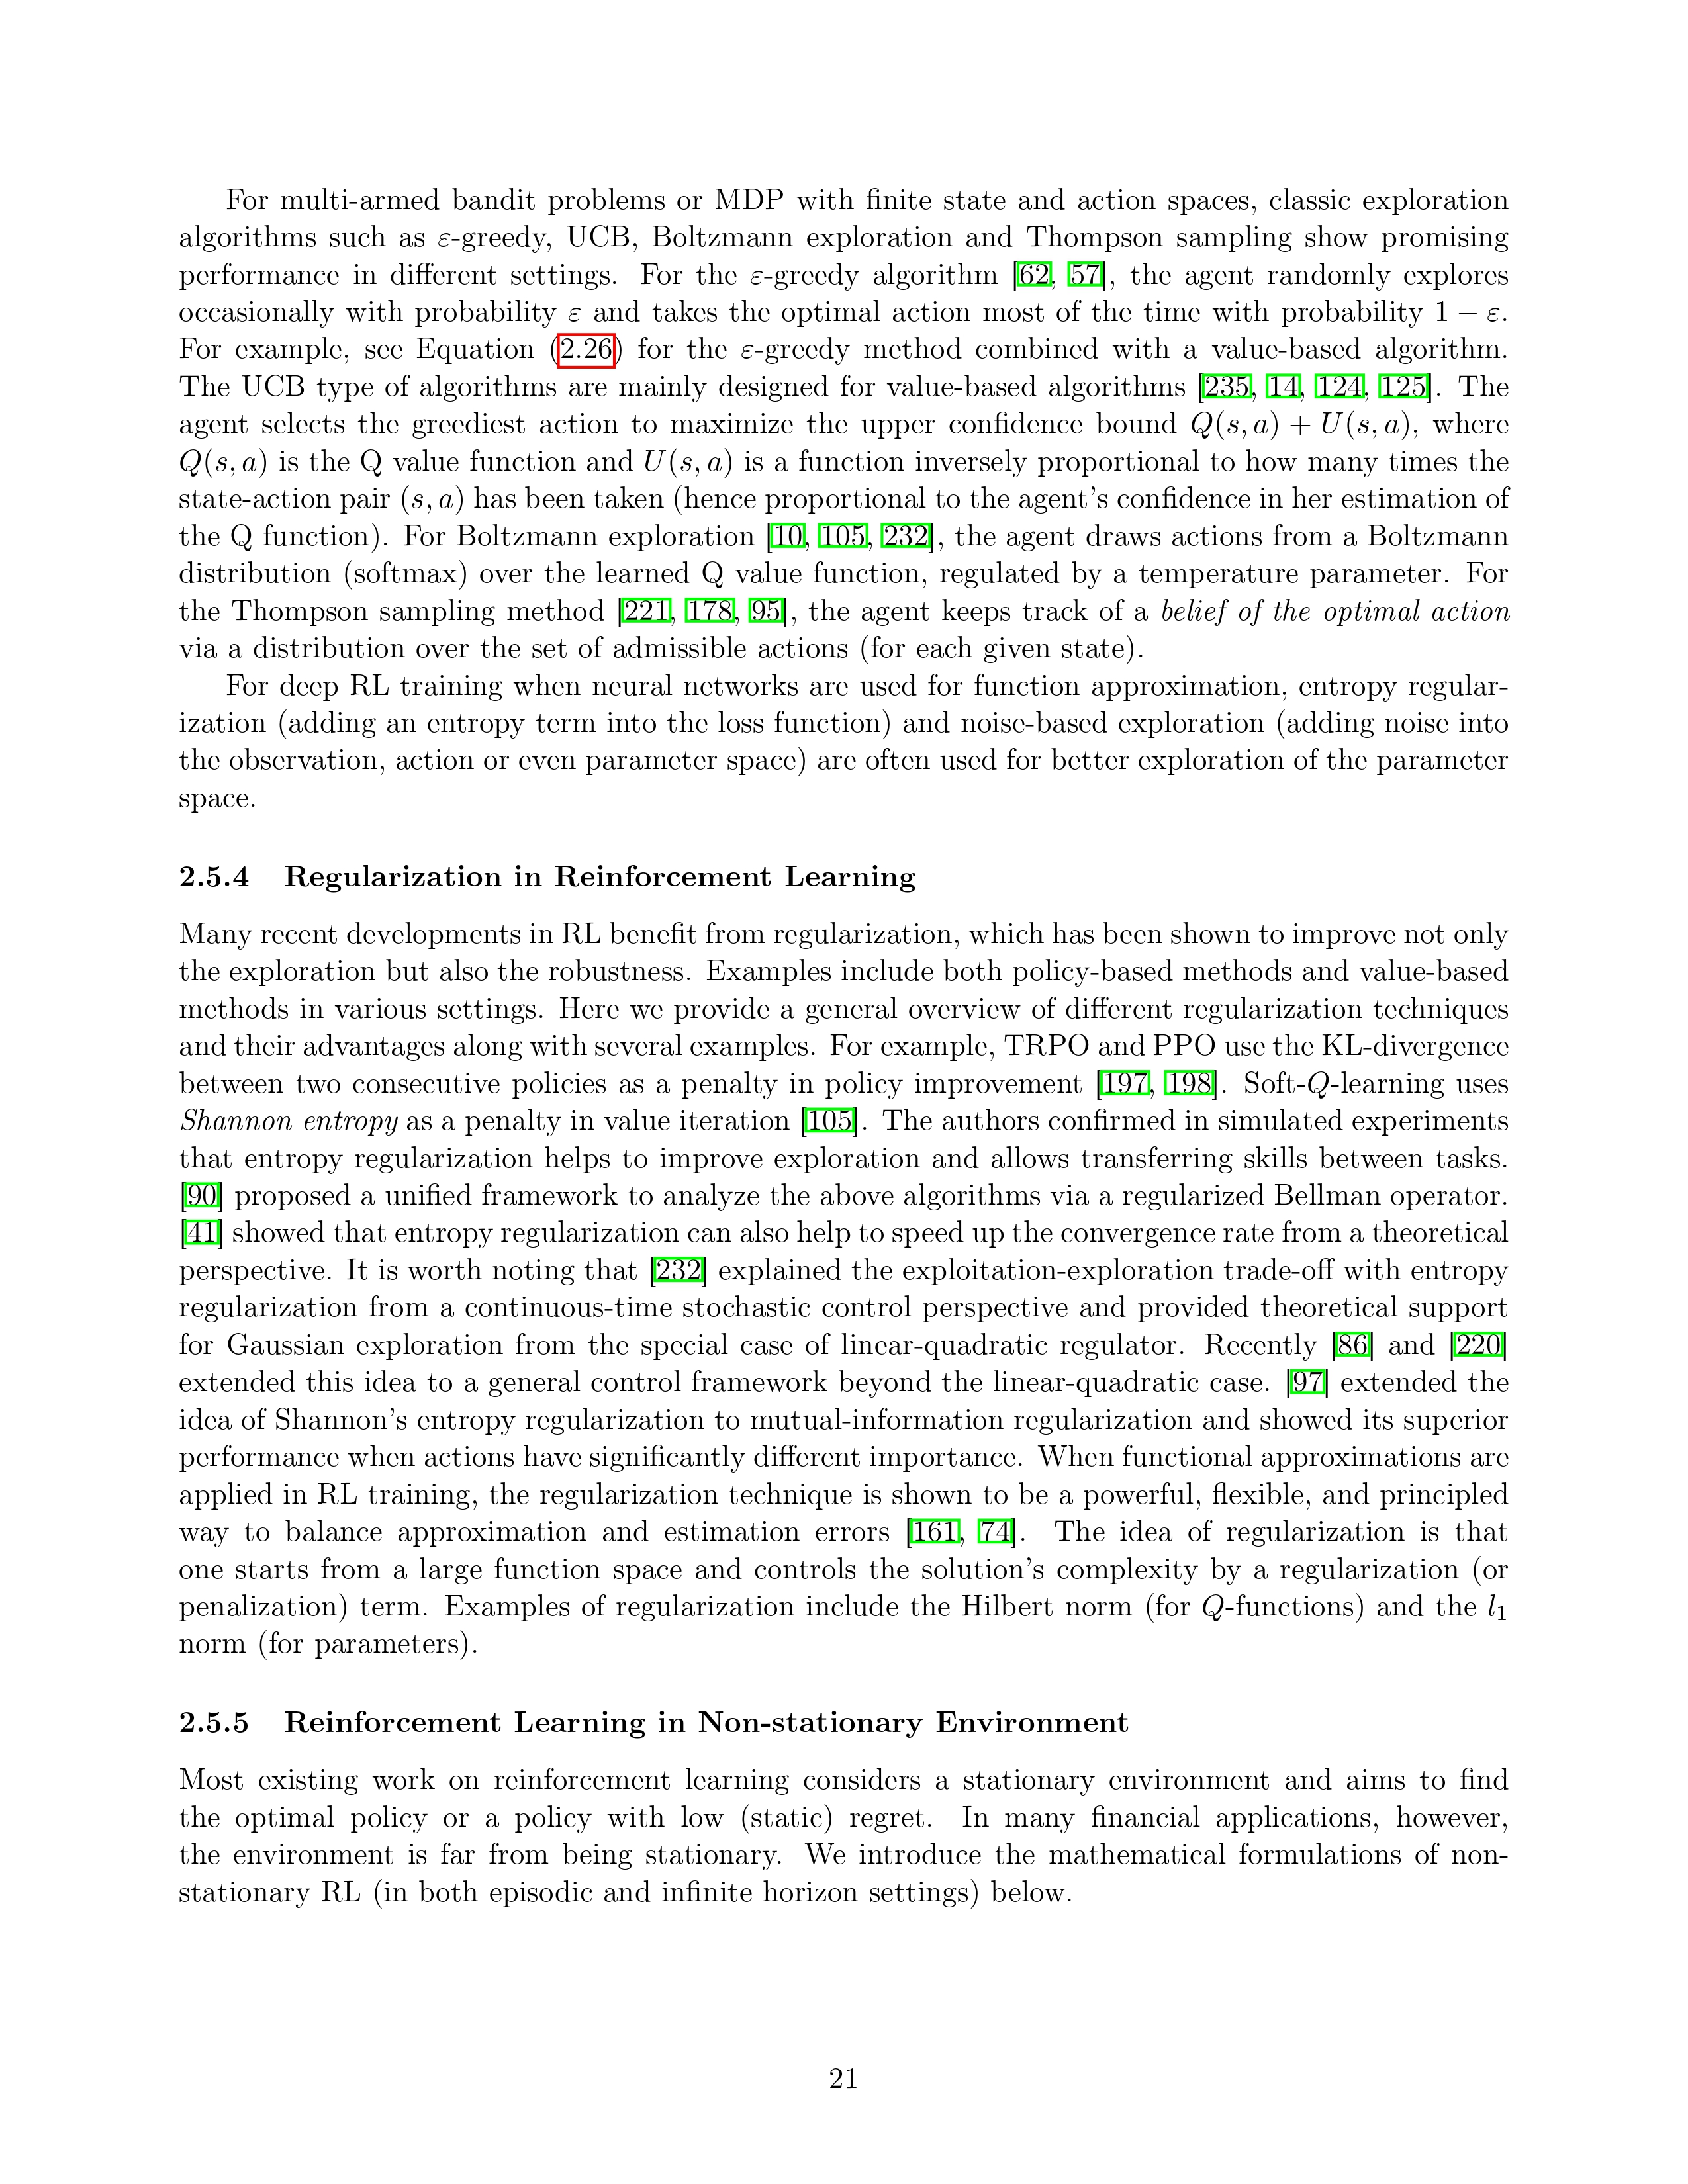 For multi-armed bandit problems or MDP with finite state and action spaces, classic exploration
algorithms such as ε-greedy, UCB, Boltzmann exploration and Thompson sampling show promising
performance in different settings. For the ε-greedy algorithm [62, 57], the agent randomly explores
occasionally with probability ε and takes the optimal action most of the time with probability 1 − ε.
For example, see Equation (2.26) for the ε-greedy method combined with a value-based algorithm.
The UCB type of algorithms are mainly designed for value-based algorithms [235, 14, 124, 125]. The
agent selects the greediest action to maximize the upper confidence bound Q(s, a) + U(s, a), where
Q(s, a) is the Q value function and U(s, a) is a function inversely proportional to how many times the
state-action pair (s, a) has been taken (hence proportional to the agent's confidence in her estimation of
the Q function). For Boltzmann exploration [10, 105, 232], the agent draws actions from a Boltzmann
distribution (softmax) over the learned Q value function, regulated by a temperature parameter. For
the Thompson sampling method [221, 178, 95], the agent keeps track of a belief of the optimal action
via a distribution over the set of admissible actions (for each given state).
For deep RL training when neural networks are used for function approximation, entropy regular-
ization (adding an entropy term into the loss function) and noise-based exploration (adding noise into
the observation, action or even parameter space) are often used for better exploration of the parameter
space.
2.5.4 Regularization in Reinforcement Learning
Many recent developments in RL benefit from regularization, which has been shown to improve not only
the exploration but also the robustness. Examples include both policy-based methods and value-based
methods in various settings. Here we provide a general overview of different regularization techniques
and their advantages along with several examples. For example, TRPO and PPO use the KL-divergence
between two consecutive policies as a penalty in policy improvement [197, 198]. Soft-Q-learning uses
Shannon entropy as a penalty in value iteration [105]. The authors confirmed in simulated experiments
that entropy regularization helps to improve exploration and allows transferring skills between tasks.
[90] proposed a unified framework to analyze the above algorithms via a regularized Bellman operator.
[41] showed that entropy regularization can also help to speed up the convergence rate from a theoretical
perspective. It is worth noting that [232] explained the exploitation-exploration trade-off with entropy
regularization from a continuous-time stochastic control perspective and provided theoretical support
for Gaussian exploration from the special case of linear-quadratic regulator. Recently [86] and [220]
extended this idea to a general control framework beyond the linear-quadratic case. [97] extended the
idea of Shannon's entropy regularization to mutual-information regularization and showed its superior
performance when actions have significantly different importance. When functional approximations are
applied in RL training, the regularization technique is shown to be a powerful, flexible, and principled
way to balance approximation and estimation errors [161, 74]. The idea of regularization is that
one starts from a large function space and controls the solution's complexity by a regularization (or
penalization) term. Examples of regularization include the Hilbert norm (for Q-functions) and the l₁
norm (for parameters).
2.5.5 Reinforcement Learning in Non-stationary Environment
Most existing work on reinforcement learning considers a stationary environment and aims to find
the optimal policy or a policy with low (static) regret. In many financial applications, however,
the environment is far from being stationary. We introduce the mathematical formulations of non-
stationary RL (in both episodic and infinite horizon settings) below.
21